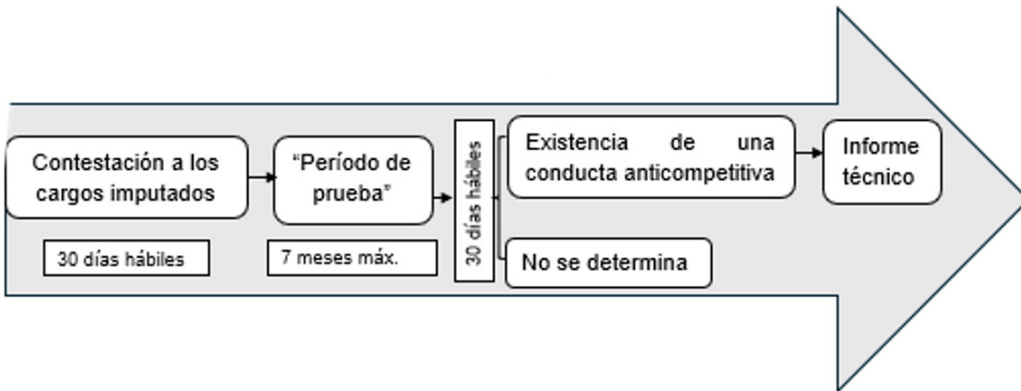 Contestación a los
cargos imputados
30 días hábiles
“Período de
prueba”
7 meses máx.
30 días hábiles
Existencia de una
conducta anticompetitiva
No se determina
Informe
técnico